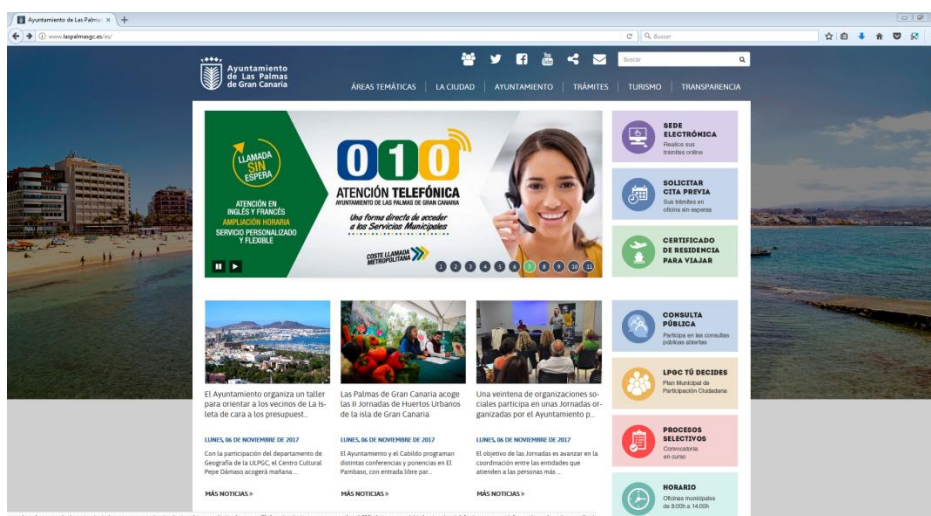 Ayuntamiento de Las Palmas
www.laspalmasgc.es/es/
Buscar
Ayuntamiento
de Las Palmas
de Gran Canaria
Buscar
ÁREAS TEMÁTICAS
LA CIUDAD
AYUNTAMIENTO
TRÁMITES
TURISMO
TRANSPARENCIA
LLAMADA
SIN
ESPERA
ATENCIÓN EN
INGLÉS Y FRANCÉS
AMPLIACIÓN HORARIA
SERVICIO PERSONALIZADO
Y FLEXIBLE
010
ATENCIÓN TELEFÓNICA
AYUNTAMIENTO DE LAS PALMAS DE GRAN CANARIA
Una forma directa de acceder
a los Servicios Municipales
COSTE LLAMADA
METROPOLITANA
1 2 3 4 5 6 7 8 9 10 11
SEDE
ELECTRÓNICA
Realice sus
trámites online
SOLICITAR
CITA PREVIA
Sus trámites en
oficina sin esperas
CERTIFICADO
DE RESIDENCIA
PARA VIAJAR
El Ayuntamiento organiza un taller
para orientar a los vecinos de La Is-
leta de cara a los presupuest...
LUNES, 06 DE NOVIEMBRE DE 2017
Con la participación del departamento de
Geografía de la ULPGC, el Centro Cultural
Pepe Dámaso acogerá mañana ...
MÁS NOTICIAS »
Las Palmas de Gran Canaria acoge
las II Jornadas de Huertos Urbanos
de la isla de Gran Canaria
LUNES, 06 DE NOVIEMBRE DE 2017
El Ayuntamiento y el Cabildo programan
distintas conferencias y ponencias en El
Pambaso, con entrada libre par...
MÁS NOTICIAS »
Una veintena de organizaciones so-
ciales participa en unas Jornadas or-
ganizadas por el Ayuntamiento p...
LUNES, 06 DE NOVIEMBRE DE 2017
El objetivo de las Jornadas es avanzar en la
coordinación entre las entidades que
atienden a las personas más ...
MÁS NOTICIAS »
CONSULTA
PÚBLICA
Participa en las consultas
públicas abiertas
LPGC TÚ DECIDES
Plan Municipal de
Participación Ciudadana
PROCESOS
SELECTIVOS
Convocatoria
en curso
HORARIO
Oficinas municipales
de 8:00h a 14:00h